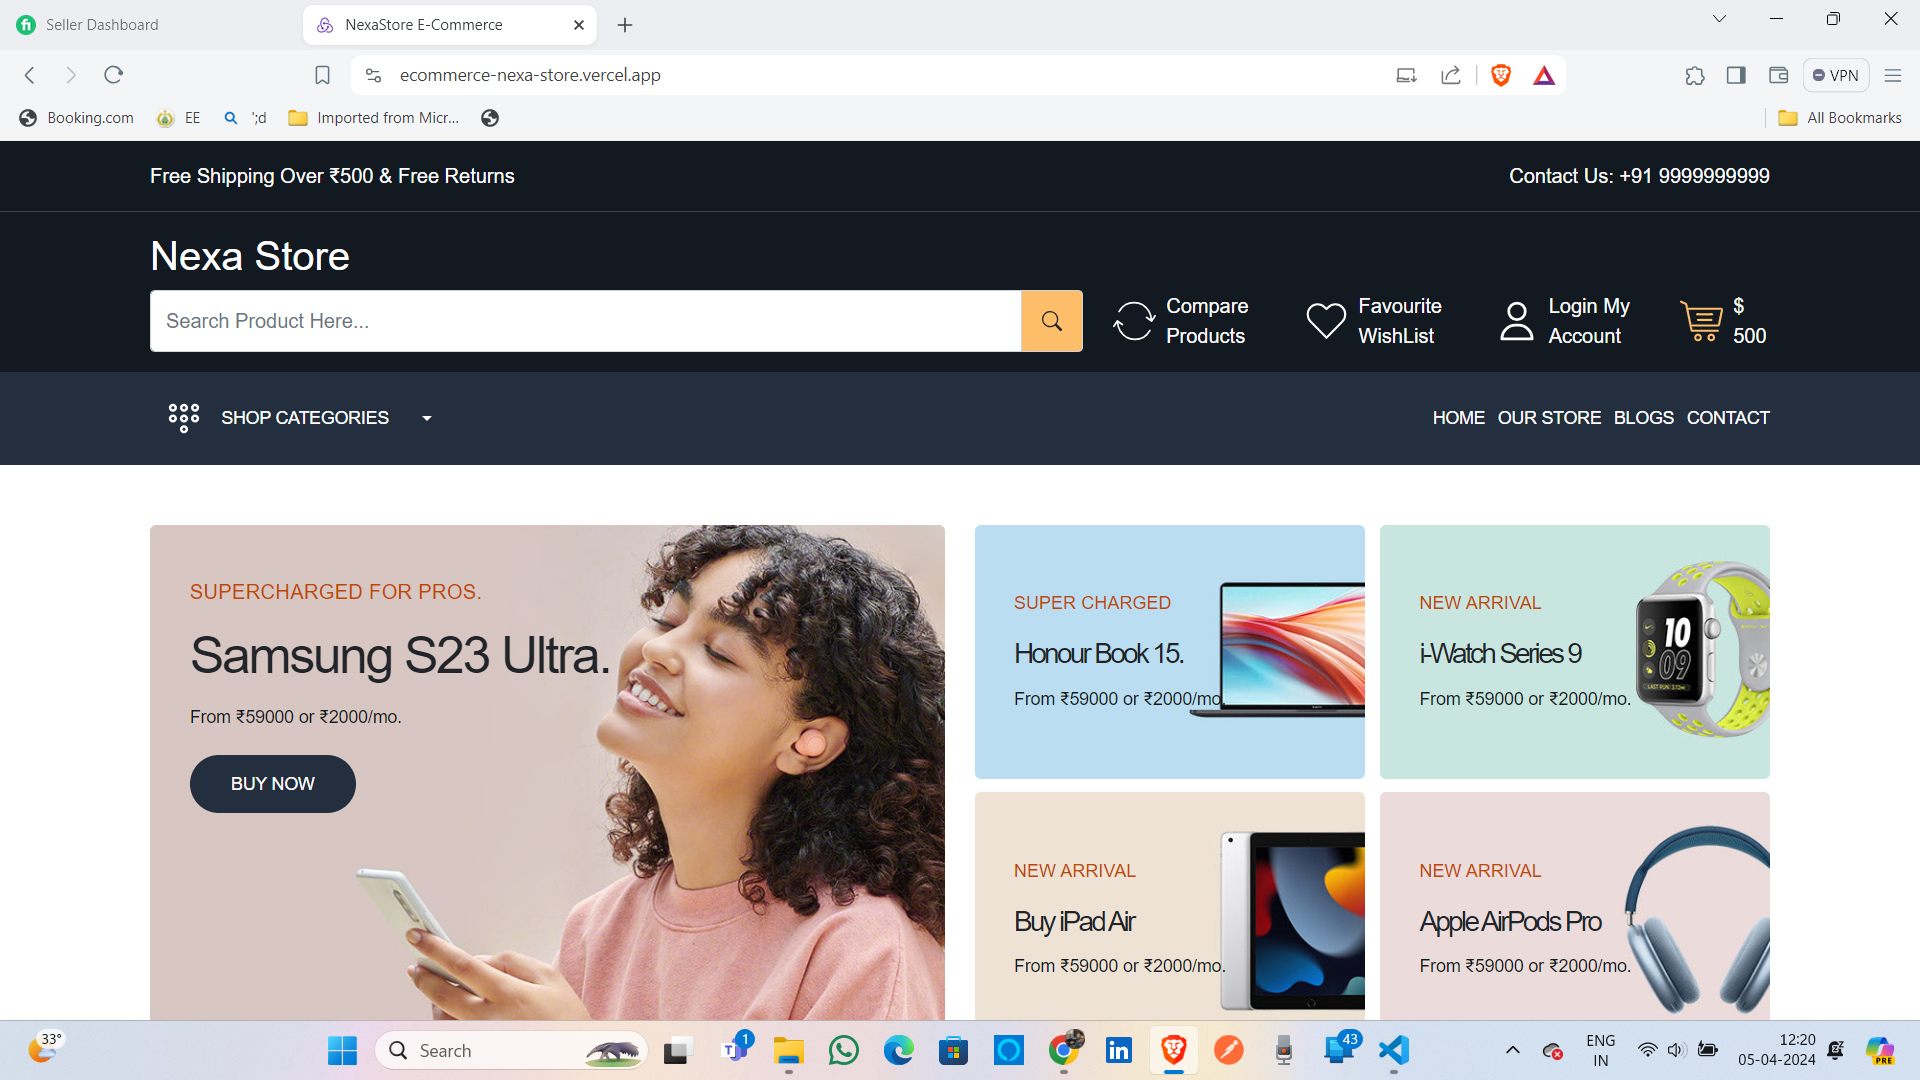 Seller Dashboard
NexaStore E-Commerce
ecommerce-nexa-store.vercel.app
VPN
Booking.com
EE
';d
Imported from Micr...
All Bookmarks
Free Shipping Over ₹500 & Free Returns
Contact Us: +91 9999999999
Nexa Store
Search Product Here...
Compare
Products
Favourite
WishList
Login My
Account
$
500
SHOP CATEGORIES
HOME OUR STORE BLOGS CONTACT
SUPERCHARGED FOR PROS.
Samsung S23 Ultra.
From ₹59000 or ₹2000/mo.
BUY NOW
SUPER CHARGED
Honour Book 15.
From ₹59000 or ₹2000/mo.
NEW ARRIVAL
i-Watch Series 9
From ₹59000 or ₹2000/mo.
10
09
NEW ARRIVAL
Buy iPad Air
From ₹59000 or ₹2000/mo.
NEW ARRIVAL
Apple AirPods Pro
From ₹59000 or ₹2000/mo.
33°
Search
1
43
ENG
IN
12:20
05-04-2024
PRE